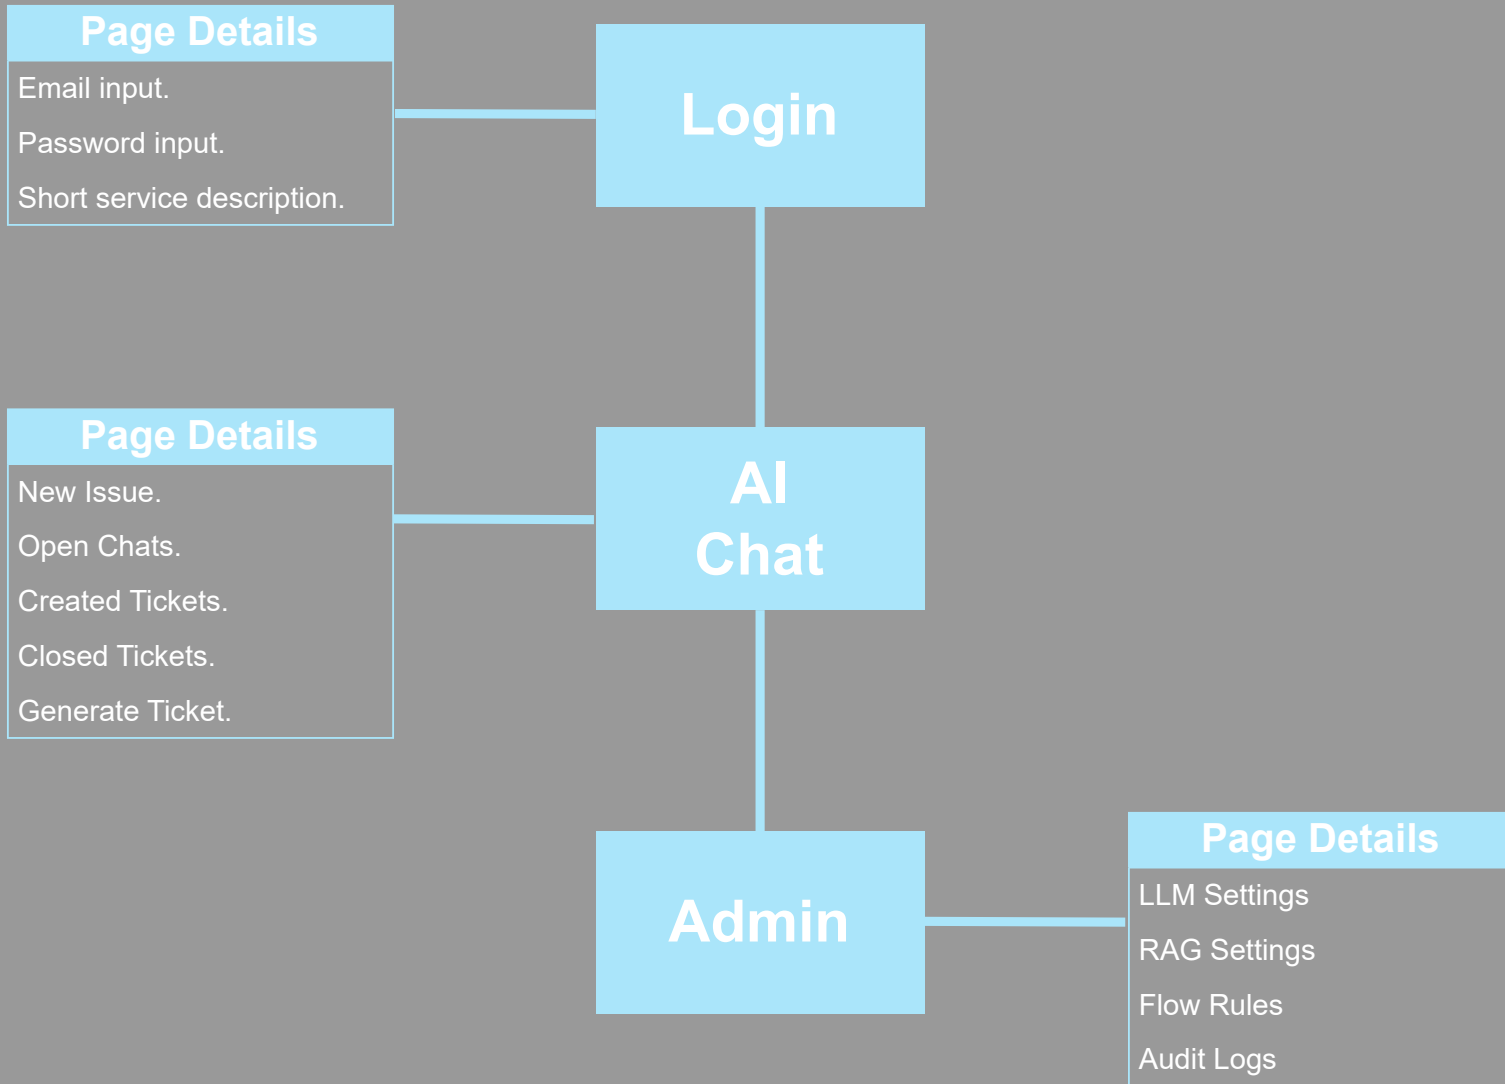 Page Details
Email input.
Password input.
Short service description.
Login
Page Details
New Issue.
Open Chats.
Created Tickets.
Closed Tickets.
Generate Ticket.
AI
Chat
Admin
Page Details
LLM Settings
RAG Settings
Flow Rules
Audit Logs